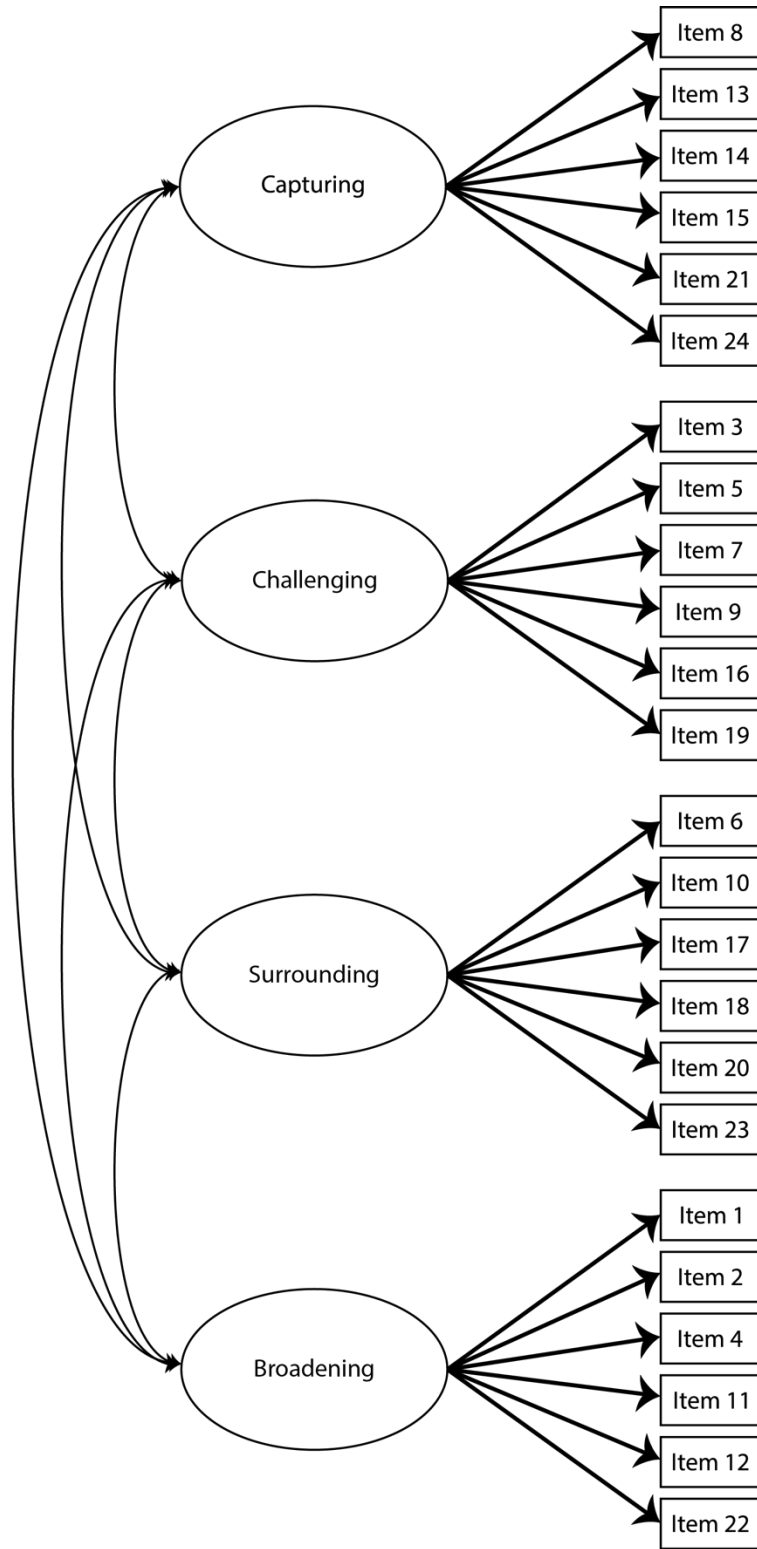 Item 8
Item 13
Item 14
Capturing
Item 15
Item 21
Item 24
Item 3
Item 5
Item 7
Challenging
Item 9
Item 16
Item 19
Item 6
Item 10
Item 17
Surrounding
Item 18
Item 20
Item 23
Item 1
Item 2
Item 4
Broadening
Item 11
Item 12
Item 22